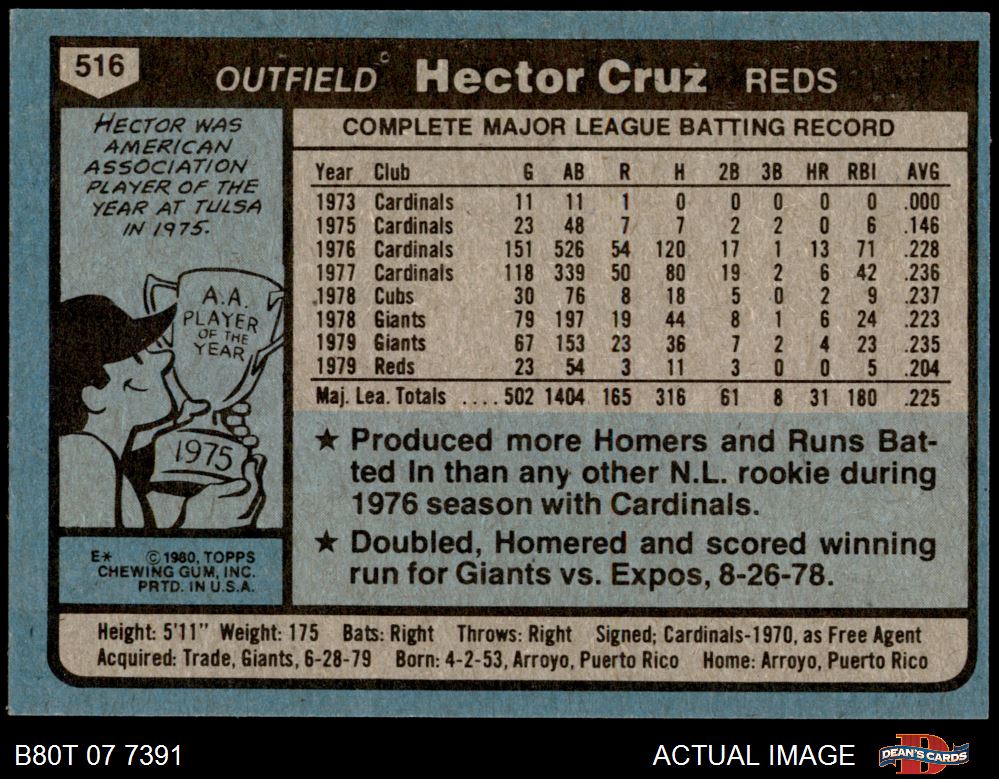 516
OUTFIELD Hector Cruz REDS
HECTOR WAS
AMERICAN
ASSOCIATION
PLAYER OF THE
YEAR AT TULSA
IN 1975.
A.A.
PLAYER
OF THE
YEAR
1975
E* ©1980, TOPPS
CHEWING GUM, INC.
PRTD. IN U.S.A.
COMPLETE MAJOR LEAGUE BATTING RECORD
Year Club G AB R H 2B 3B HR RBI AVG
1973 Cardinals 11 11 1 0 0 0 0 0 .000
1975 Cardinals 23 48 7 7 2 2 0 6 .146
1976 Cardinals 151 526 54 120 17 1 13 71 .228
1977 Cardinals 118 339 50 80 19 2 6 42 .236
1978 Cubs 30 76 8 18 5 0 2 9 .237
1978 Giants 79 197 19 44 8 1 6 24 .223
1979 Giants 67 153 23 36 7 2 4 23 .235
1979 Reds 23 54 3 11 3 0 0 5 .204
Maj. Lea. Totals .... 502 1404 165 316 61 8 31 180 .225
★ Produced more Homers and Runs Bat-
ted In than any other N.L. rookie during
1976 season with Cardinals.
★ Doubled, Homered and scored winning
run for Giants vs. Expos, 8-26-78.
Height: 5'11" Weight: 175 Bats: Right Throws: Right Signed; Cardinals-1970, as Free Agent
Acquired: Trade, Giants, 6-28-79 Born: 4-2-53, Arroyo, Puerto Rico Home: Arroyo, Puerto Rico
B80T 07 7391 ACTUAL IMAGE D DEAN'S CARDS